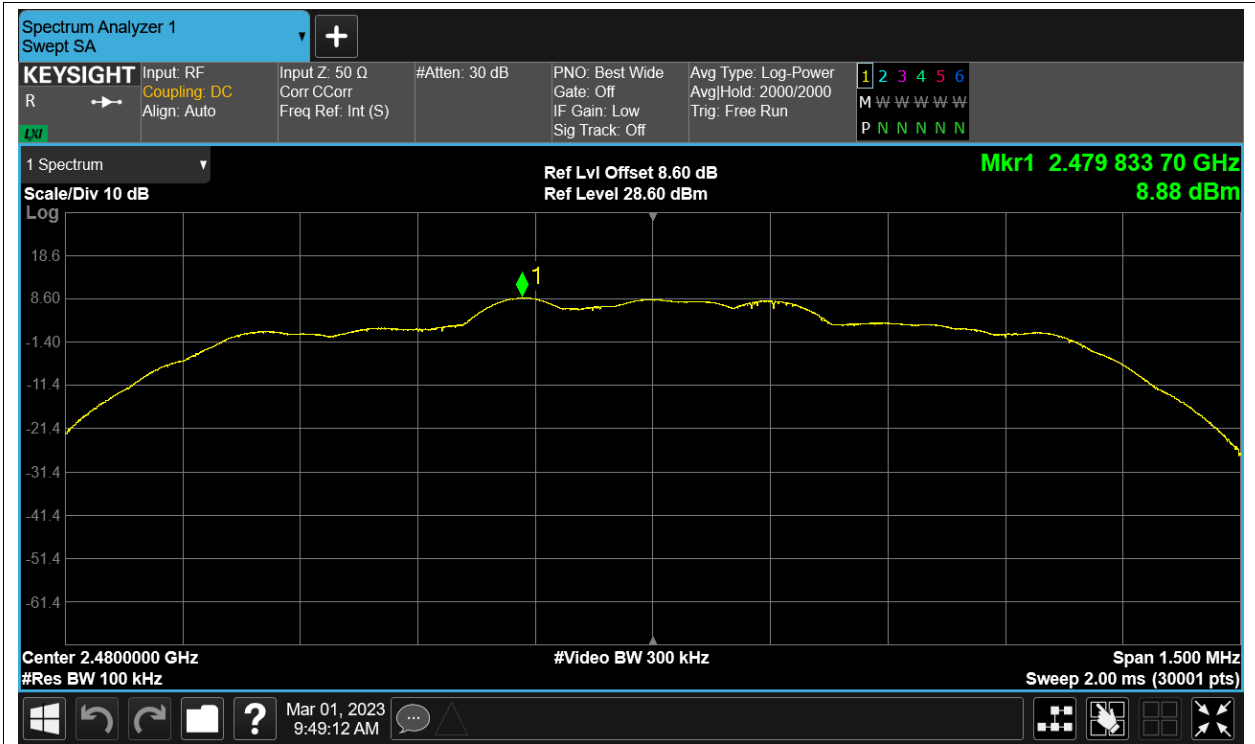 Spectrum Analyzer 1
Swept SA
KEYSIGHT
R
LXI
Input: RF
Coupling: DC
Align: Auto
Input Z: 50 Ω
Corr CCorr
Freq Ref: Int (S)
#Atten: 30 dB
PNO: Best Wide
Gate: Off
IF Gain: Low
Sig Track: Off
Avg Type: Log-Power
Avg|Hold: 2000/2000
Trig: Free Run
1 2 3 4 5 6
M W W W W W
P N N N N N
1 Spectrum
Scale/Div 10 dB
Log
Ref Lvl Offset 8.60 dB
Ref Level 28.60 dBm
Mkr1 2.479 833 70 GHz
8.88 dBm
1
18.6
8.60
-1.40
-11.4
-21.4
-31.4
-41.4
-51.4
-61.4
Center 2.4800000 GHz
#Res BW 100 kHz
#Video BW 300 kHz
Span 1.500 MHz
Sweep 2.00 ms (30001 pts)
?
Mar 01, 2023
9:49:12 AM